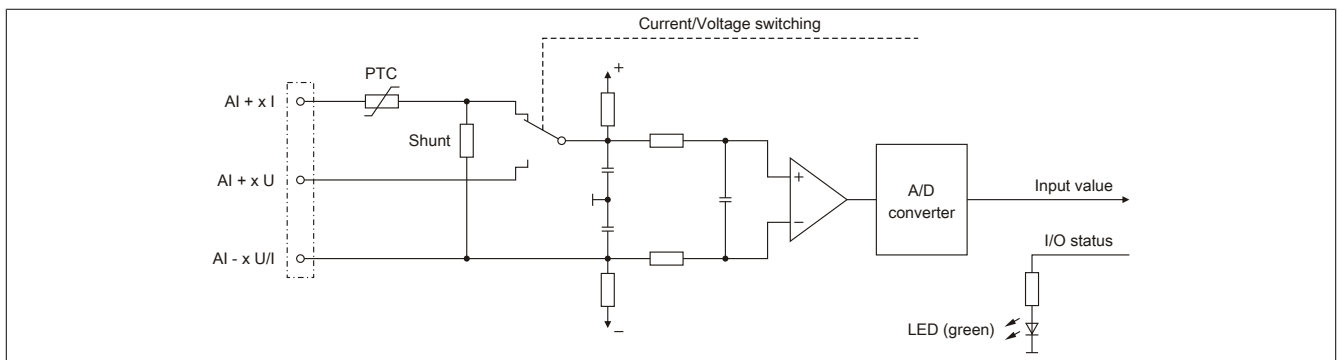 Current/Voltage switching
PTC
+
AI + x I
Shunt
AI + x U
+
−
A/D
converter
Input value
AI - x U/I
I/O status
−
LED (green)